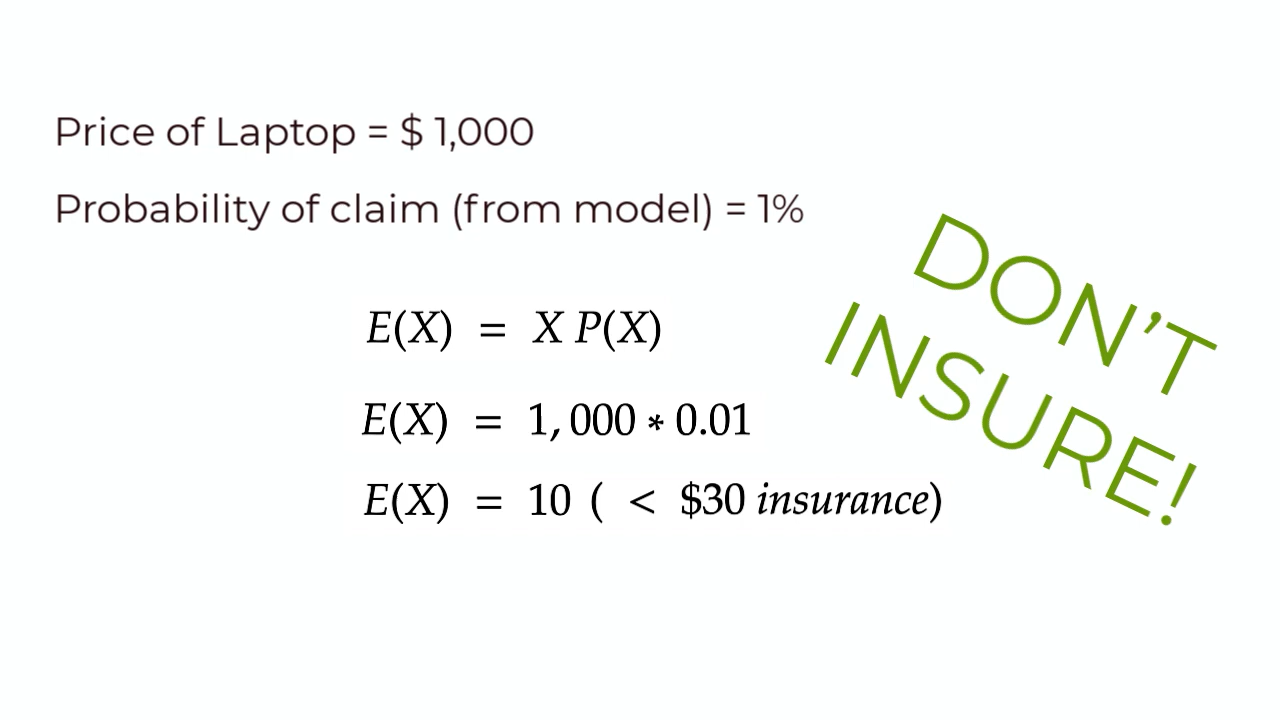 Price of Laptop = $ 1,000
Probability of claim (from model) = 1%
E(X) = X P(X)
E(X) = 1, 000 * 0.01
E(X) = 10 ( < $30 insurance)
DON'T
INSURE!